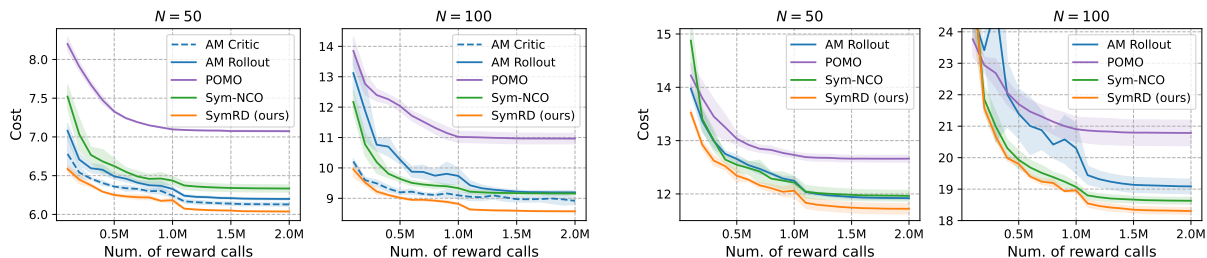 N = 50
Cost
8.0
7.5
7.0
6.5
6.0
0.5M 1.0M 1.5M 2.0M
Num. of reward calls
AM Critic
AM Rollout
POMO
Sym-NCO
SymRD (ours)
N = 100
14
13
12
11
10
9
0.5M 1.0M 1.5M 2.0M
Num. of reward calls
AM Critic
AM Rollout
POMO
Sym-NCO
SymRD (ours)
N = 50
Cost
15
14
13
12
0.5M 1.0M 1.5M 2.0M
Num. of reward calls
AM Rollout
POMO
Sym-NCO
SymRD (ours)
N = 100
24
23
22
21
20
19
18
0.5M 1.0M 1.5M 2.0M
Num. of reward calls
AM Rollout
POMO
Sym-NCO
SymRD (ours)